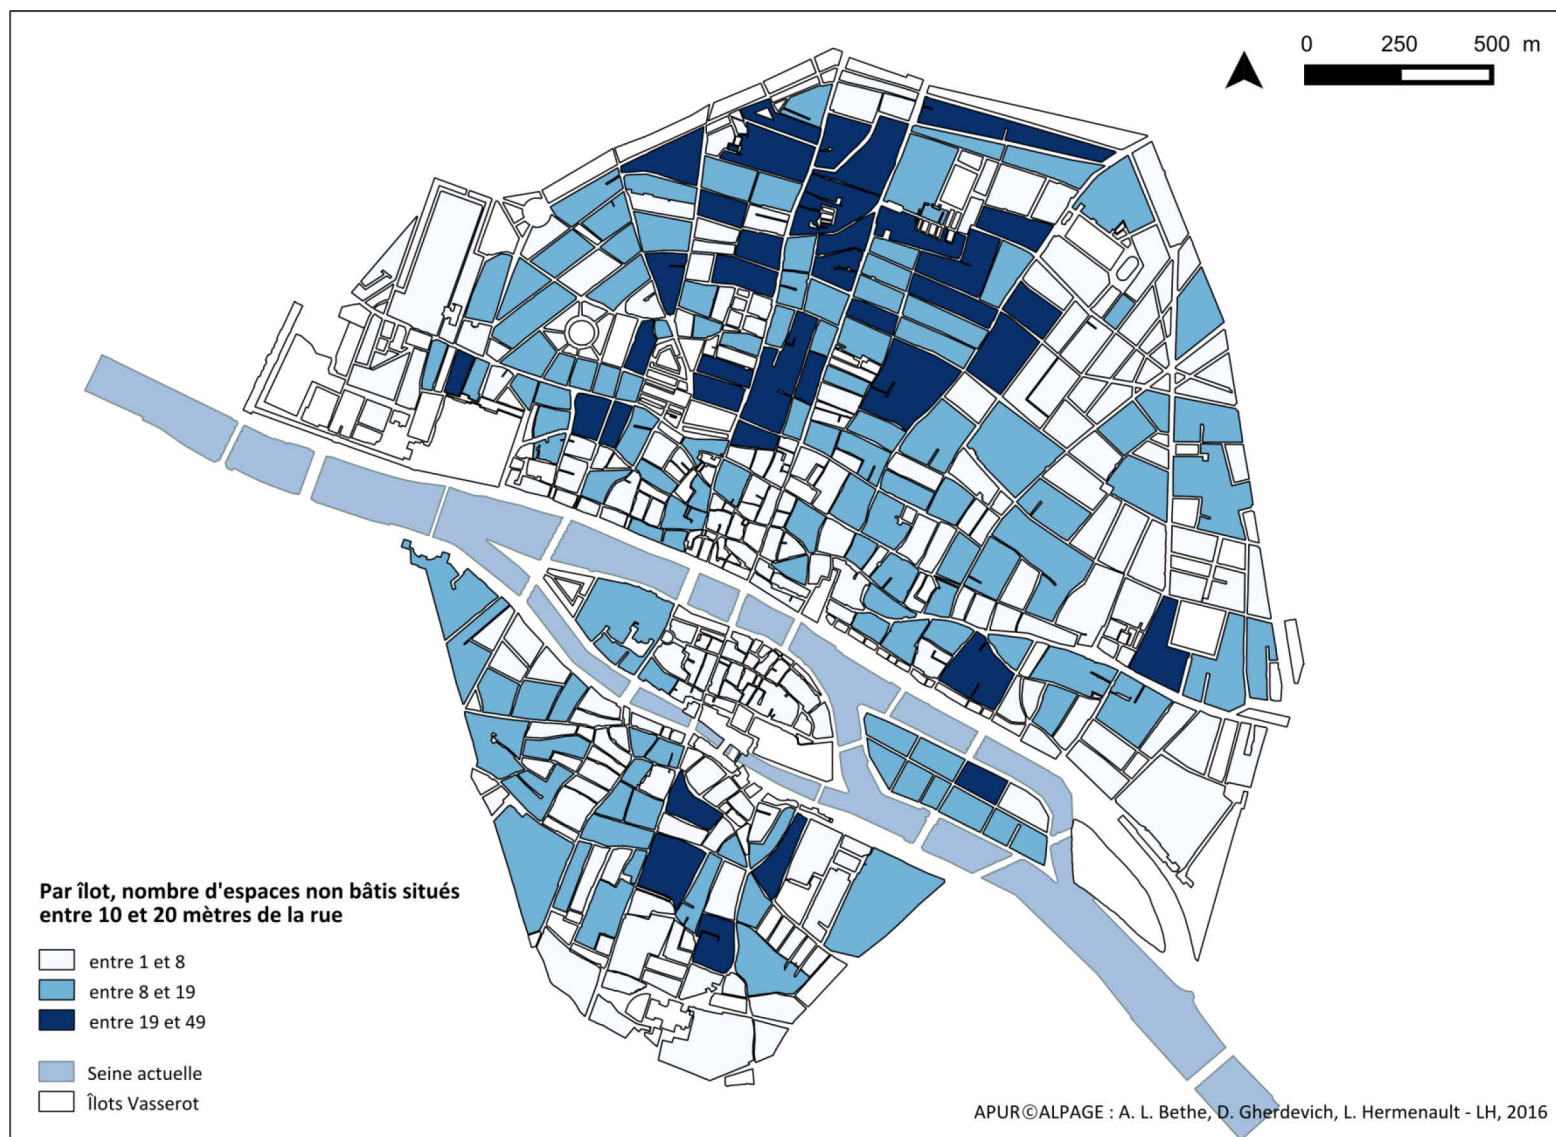 0 250 500 m
Par îlot, nombre d'espaces non bâtis situés
entre 10 et 20 mètres de la rue
entre 1 et 8
entre 8 et 19
entre 19 et 49
Seine actuelle
Îlots Vasserot
APUR©ALPAGE : A. L. Bethe, D. Gherdevich, L. Hermenault - LH, 2016